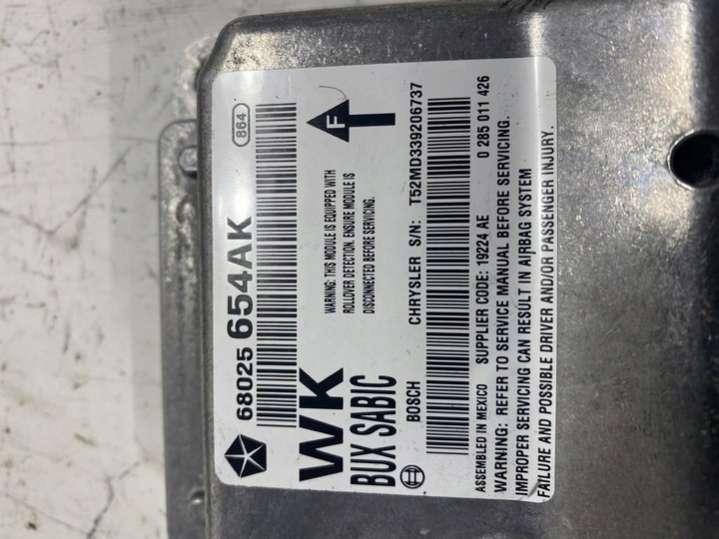 68025 654AK
864
WK
BUX SABIC
WARNING: THIS MODULE IS EQUIPPED WITH
ROLLOVER DETECTION. ENSURE MODULE IS
DISCONNECTED BEFORE SERVICING.
F
BOSCH CHRYSLER S/N: T52MD339206737
ASSEMBLED IN MEXICO SUPPLIER CODE: 19224 AE 0 285 011 426
WARNING: REFER TO SERVICE MANUAL BEFORE SERVICING.
IMPROPER SERVICING CAN RESULT IN AIRBAG SYSTEM
FAILURE AND POSSIBLE DRIVER AND/OR PASSENGER INJURY.